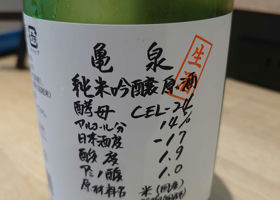 亀泉
生酒
純米吟醸原酒
酵母 CEL-24
アルコール分 14%
日本酒度 -17
酸度 1.9
アミノ酸 1.0
原材料名 米(国産)